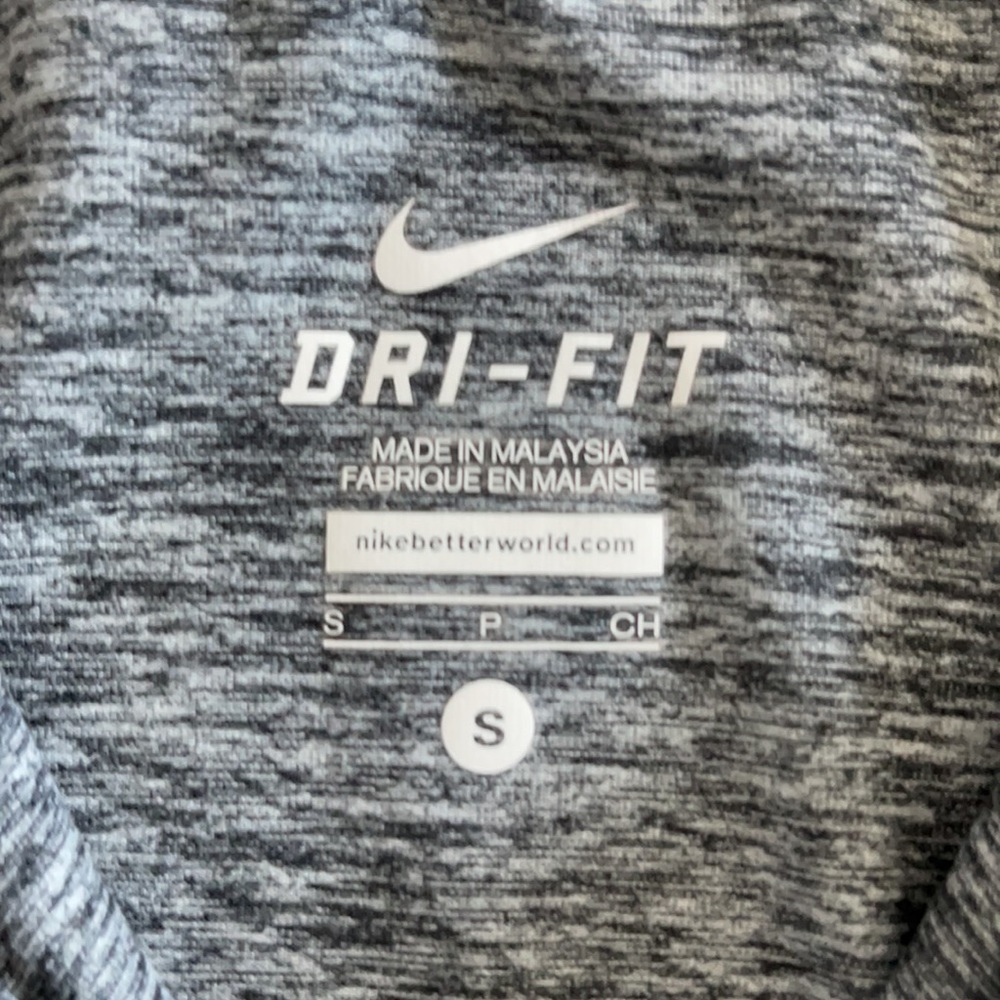 DRI-FIT
MADE IN MALAYSIA
FABRIQUE EN MALAISIE
nikebetterworld.com
S P CH
S